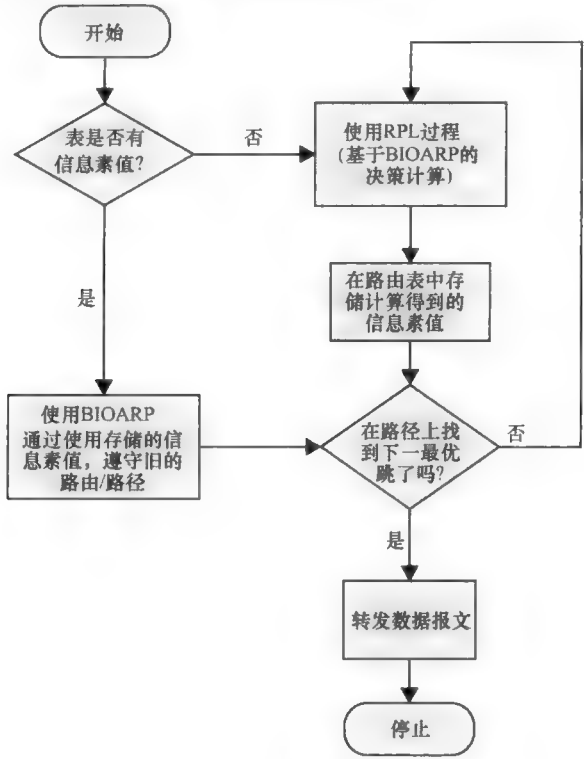 开始
表是否有
信息素值?
否
使用RPL过程
(基于BIOARP的
决策计算)
在路由表中存
储计算得到的
信息素值
是
使用BIOARP
通过使用存储的信
息素值，遵守旧的
路由/路径
在路径上找
到下一最优
跳了吗?
否
是
转发数据报文
停止